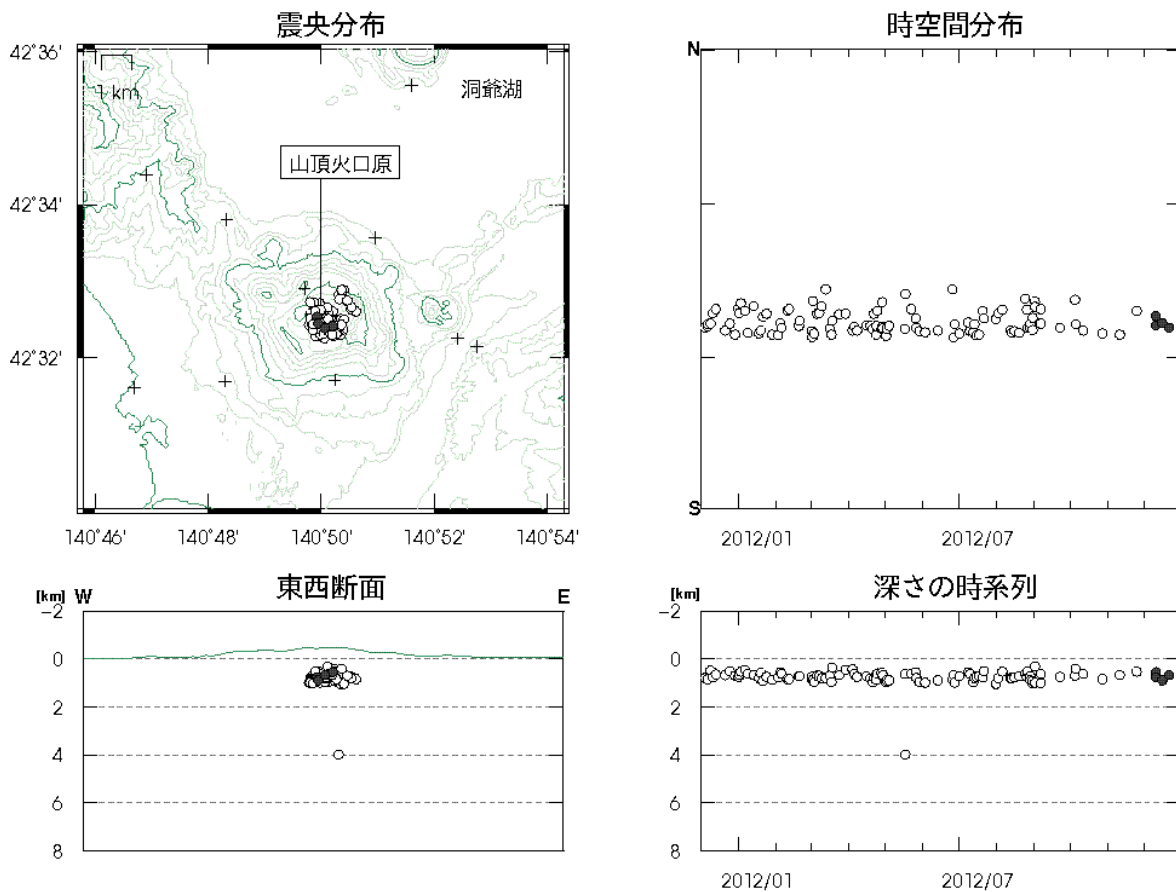 震央分布
42°36'
42°34'
42°32'
1 km
洞爺湖
山頂火口原
140°46'
140°48'
140°50'
140°52'
140°54'
時空間分布
N
S
2012/01
2012/07
東西断面
[km]
W
E
-2
0
2
4
6
8
深さの時系列
[km]
-2
0
2
4
6
8
2012/01
2012/07